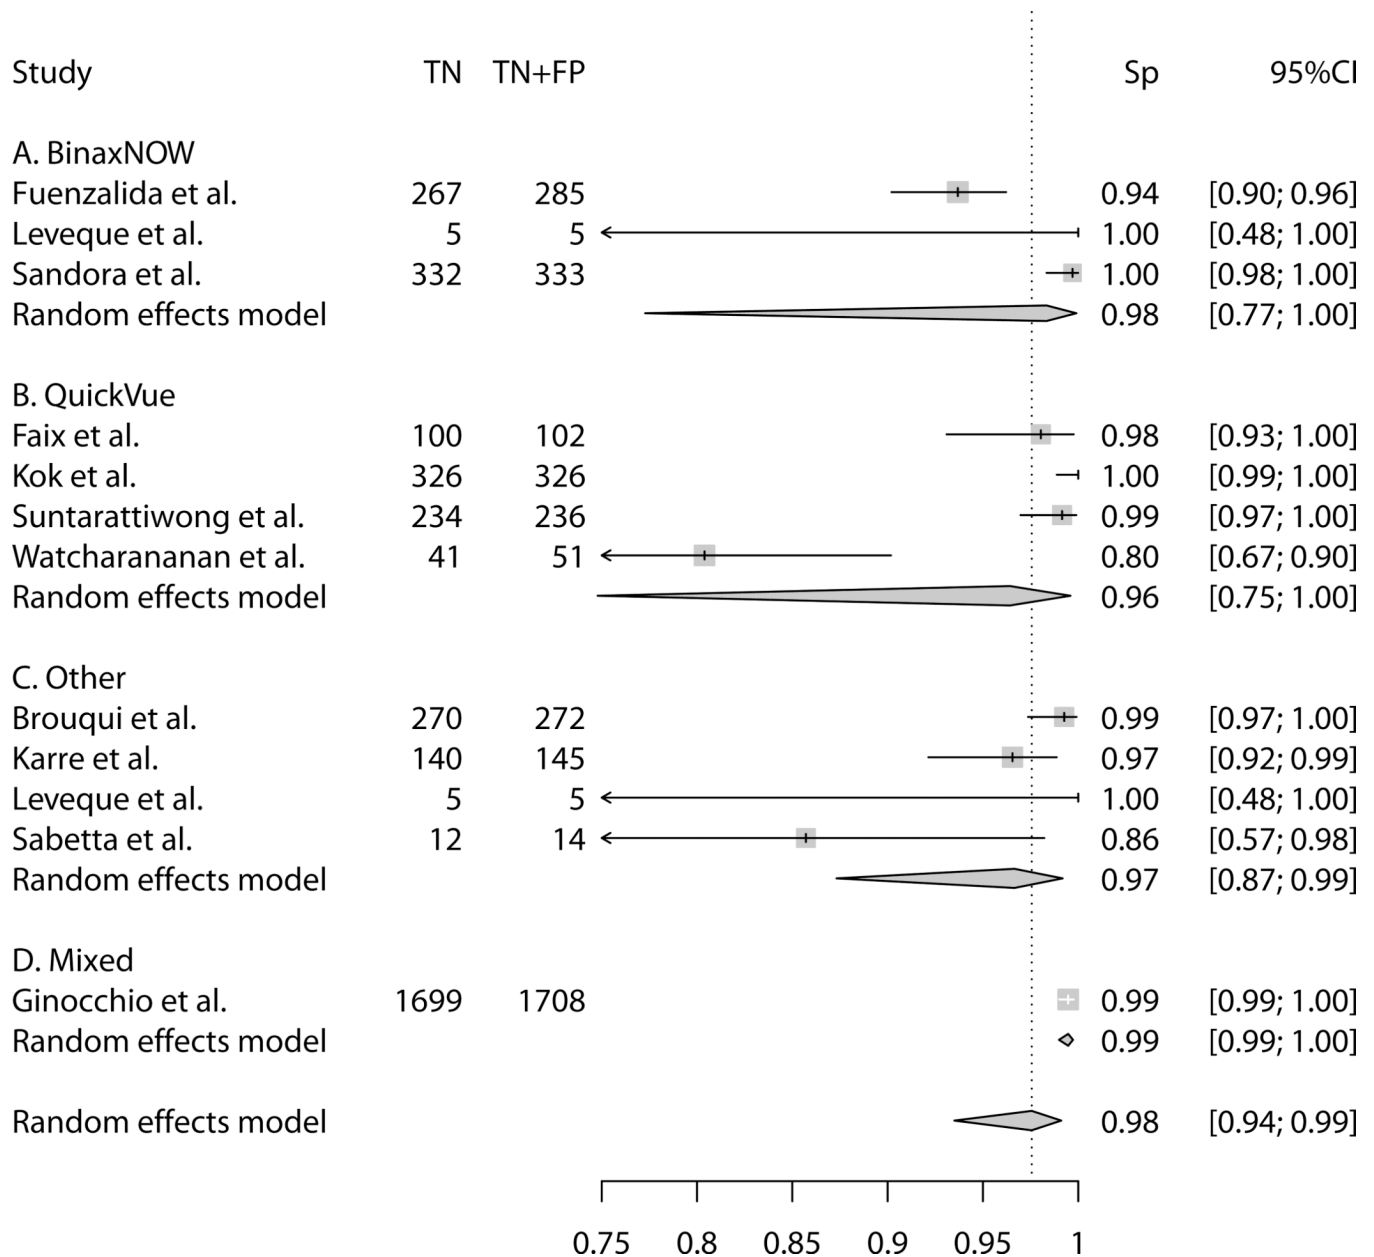 Study TN TN+FP Sp 95%CI
A. BinaxNOW
Fuenzalida et al. 267 285 0.94 [0.90; 0.96]
Leveque et al. 5 5 1.00 [0.48; 1.00]
Sandora et al. 332 333 1.00 [0.98; 1.00]
Random effects model 0.98 [0.77; 1.00]
B. QuickVue
Faix et al. 100 102 0.98 [0.93; 1.00]
Kok et al. 326 326 1.00 [0.99; 1.00]
Suntarattiwong et al. 234 236 0.99 [0.97; 1.00]
Watcharananan et al. 41 51 0.80 [0.67; 0.90]
Random effects model 0.96 [0.75; 1.00]
C. Other
Brouqui et al. 270 272 0.99 [0.97; 1.00]
Karre et al. 140 145 0.97 [0.92; 0.99]
Leveque et al. 5 5 1.00 [0.48; 1.00]
Sabetta et al. 12 14 0.86 [0.57; 0.98]
Random effects model 0.97 [0.87; 0.99]
D. Mixed
Ginocchio et al. 1699 1708 0.99 [0.99; 1.00]
Random effects model 0.99 [0.99; 1.00]
Random effects model 0.98 [0.94; 0.99]
0.75 0.8 0.85 0.9 0.95 1